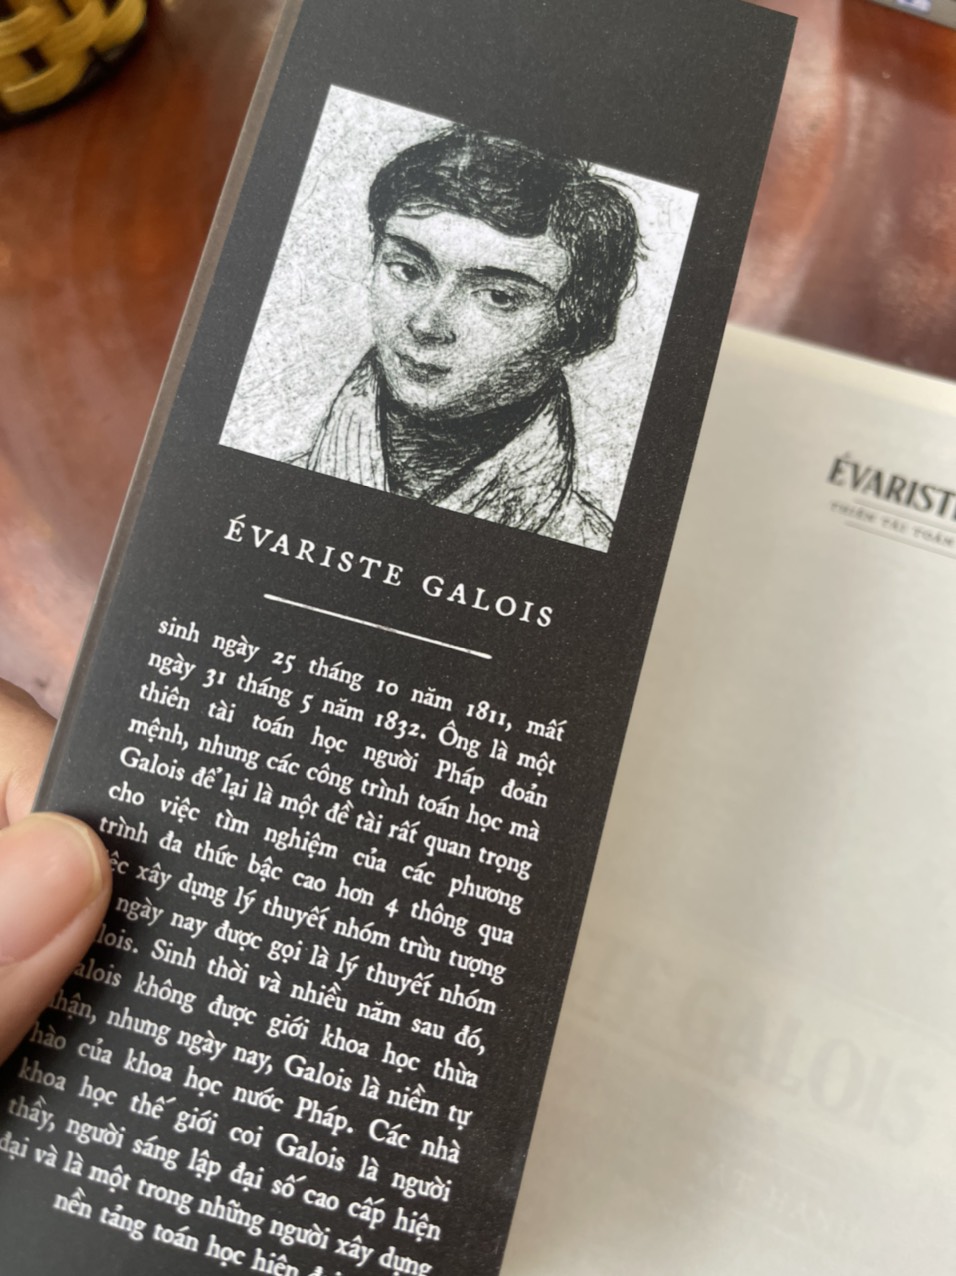 ÉVARISTE GALOIS
sinh ngày 25 tháng 10 năm 1811, mất
ngày 31 tháng 5 năm 1832. Ông là một
thiên tài toán học người Pháp đoản
mệnh, nhưng các công trình toán học mà
Galois để lại là một đề tài rất quan trọng
cho việc tìm nghiệm của các phương
trình đa thức bậc cao hơn 4 thông qua
xây dựng lý thuyết nhóm trừu tượng
ngày nay được gọi là lý thuyết nhóm
Sinh thời và nhiều năm sau đó,
không được giới khoa học thừa
nhưng ngày nay, Galois là niềm tự
hào của khoa học nước Pháp. Các nhà
khoa học thế giới coi Galois là người
thầy, người sáng lập đại số cao cấp hiện
đại và là một trong những người xây dựng
nền tảng toán học
THIÊN TÀI TOÁN